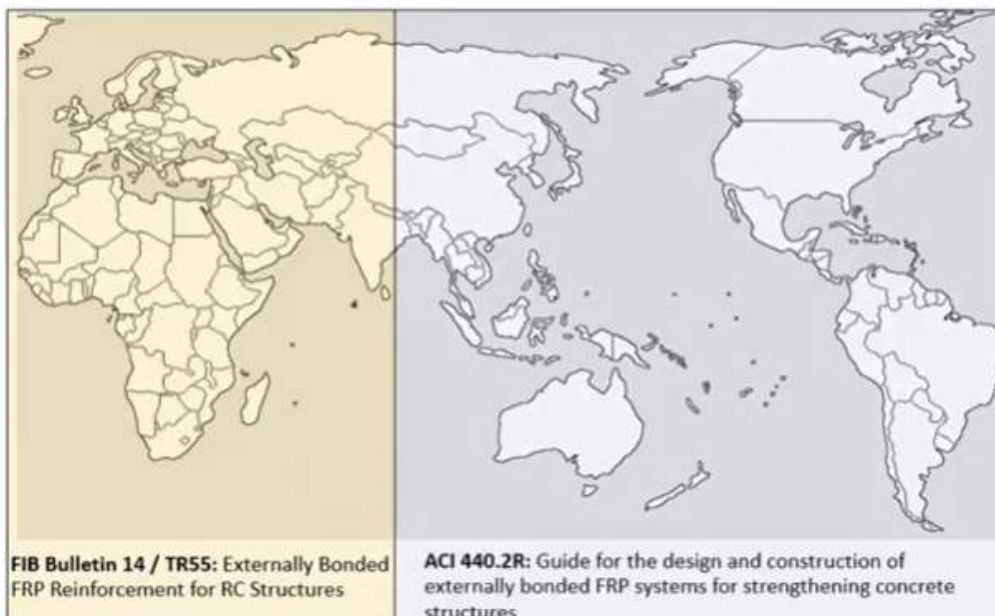 FIB Bulletin 14 / TR55: Externally Bonded
FRP Reinforcement for RC Structures
ACI 440.2R: Guide for the design and construction of
externally bonded FRP systems for strengthening concrete
structures